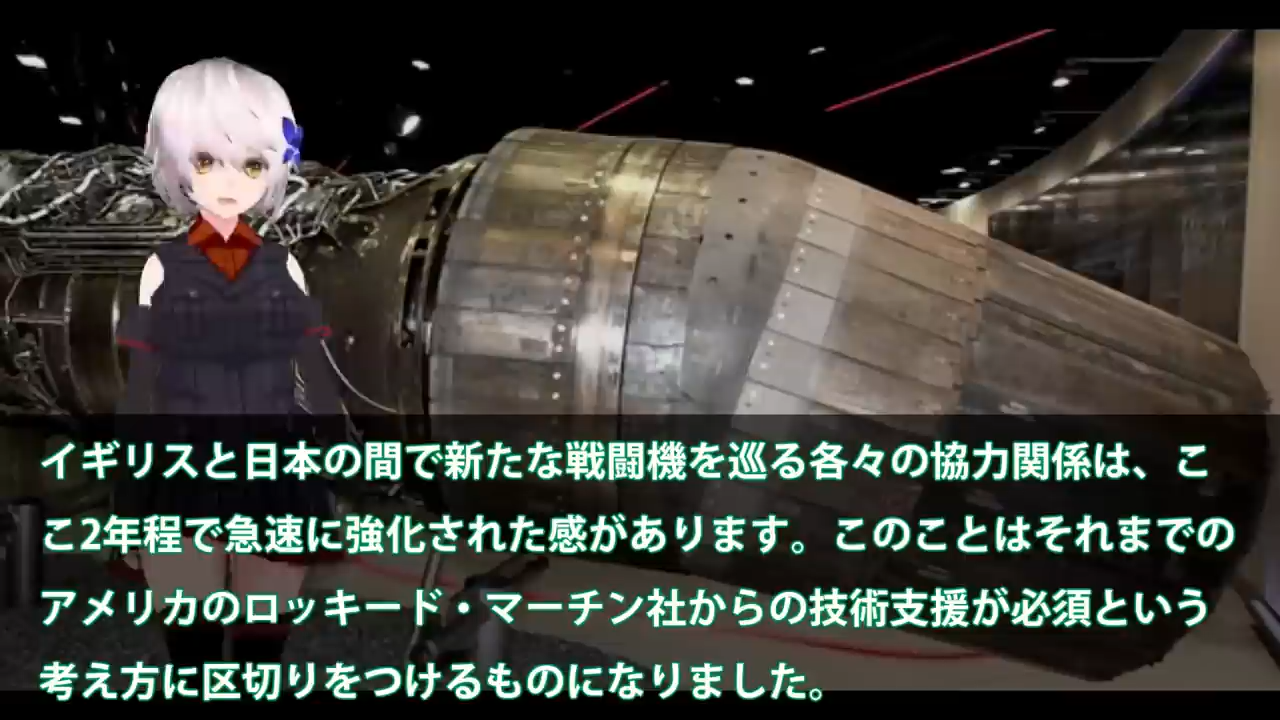 イギリスと日本の間で新たな戦闘機を巡る各々の協力関係は、こ
こ2年程で急速に強化された感があります。このことはそれまでの
アメリカのロッキード・マーチン社からの技術支援が必須という
考え方に区切りをつけるものになりました。